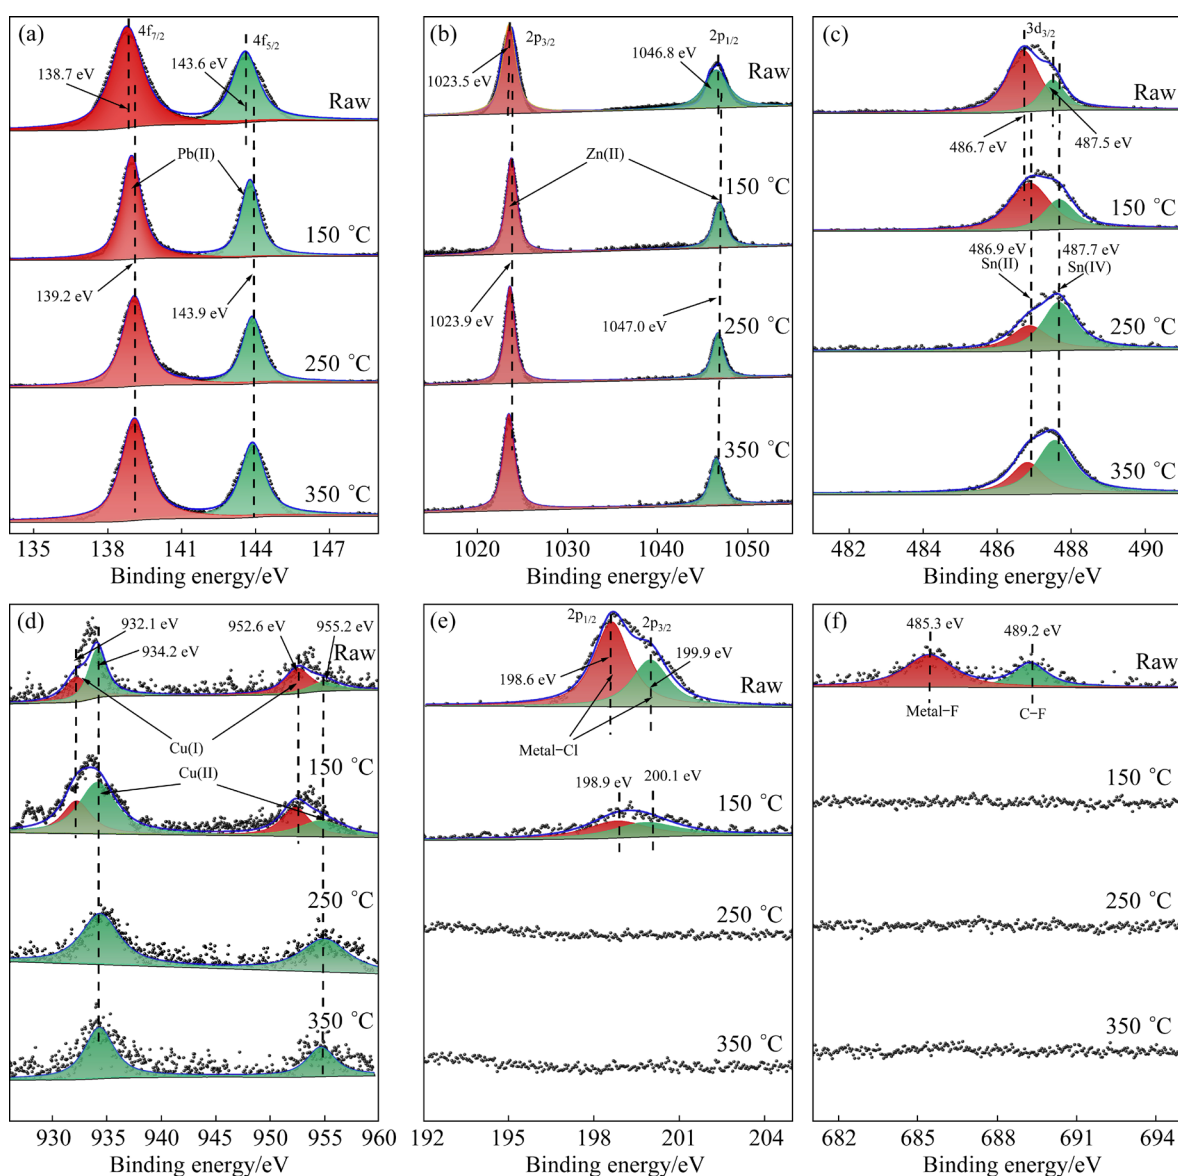 (a)
4f7/2
4f5/2
138.7 eV
143.6 eV
Raw
Pb(II)
150 °C
139.2 eV
143.9 eV
250 °C
350 °C
135 138 141 144 147
Binding energy/eV
(b)
2p3/2
2p1/2
1023.5 eV
1046.8 eV
Raw
Zn(II)
150 °C
1023.9 eV
1047.0 eV
250 °C
350 °C
1020 1030 1040 1050
Binding energy/eV
(c)
3d3/2
Raw
486.7 eV
487.5 eV
150 °C
486.9 eV
Sn(II)
487.7 eV
Sn(IV)
250 °C
350 °C
482 484 486 488 490
Binding energy/eV
(d)
932.1 eV
934.2 eV
952.6 eV
955.2 eV
Raw
Cu(I)
Cu(II)
150 °C
250 °C
350 °C
930 935 940 945 950 955 960
Binding energy/eV
(e)
2p1/2
2p3/2
198.6 eV
199.9 eV
Raw
Metal−Cl
198.9 eV
200.1 eV
150 °C
250 °C
350 °C
192 195 198 201 204
Binding energy/eV
(f)
485.3 eV
489.2 eV
Raw
Metal−F
C−F
150 °C
250 °C
350 °C
682 685 688 691 694
Binding energy/eV